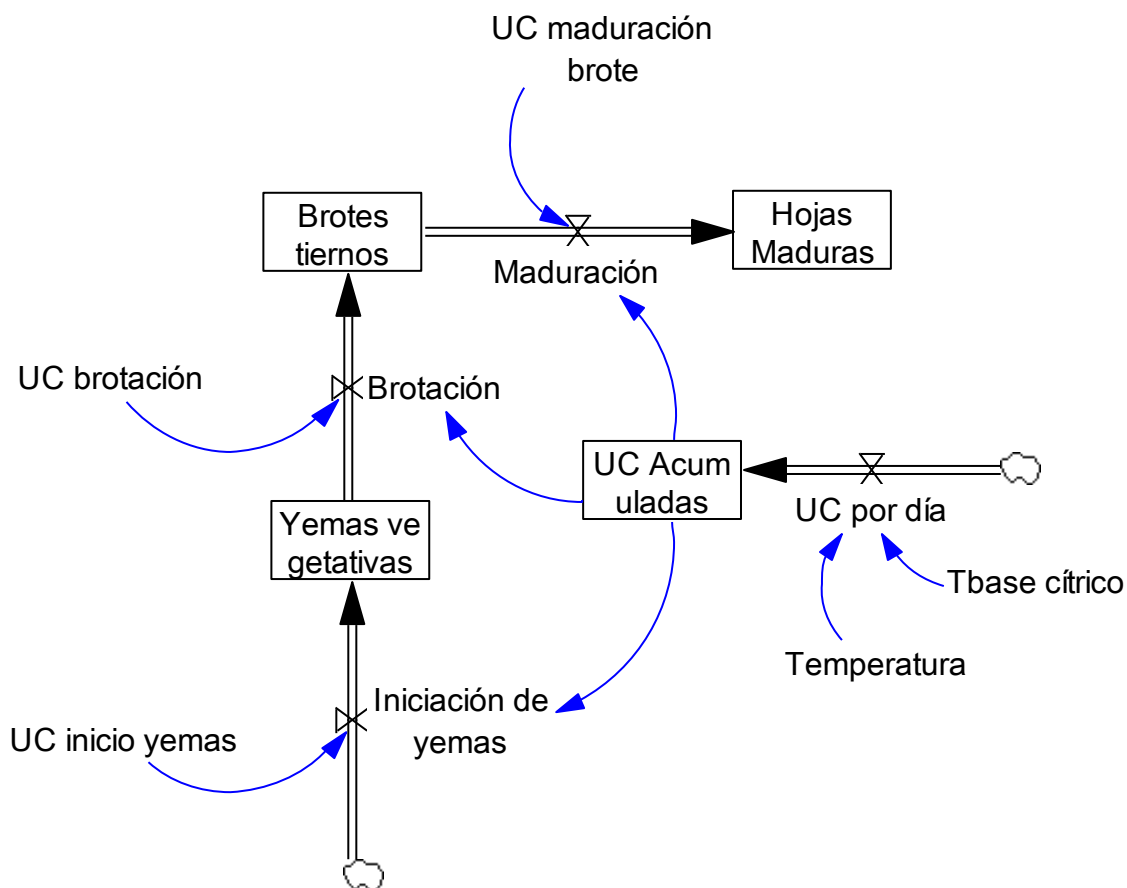 UC maduración
brote
Brotes
tiernos
Hojas
Maduras
Maduración
UC brotación
Brotación
UC Acum
uladas
UC por día
Yemas ve
getativas
Tbase cítrico
Temperatura
Iniciación de
yemas
UC inicio yemas